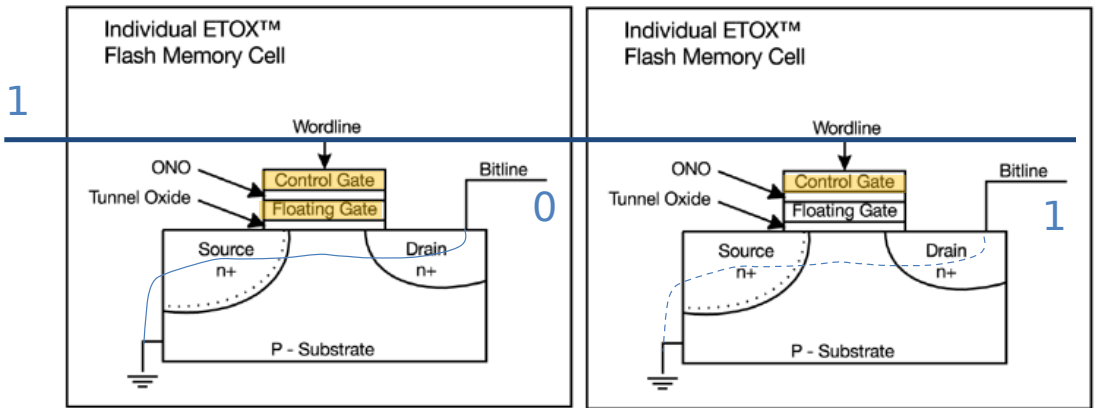 Individual ETOX™
Flash Memory Cell
1
Wordline
ONO
Control Gate
Bitline
Tunnel Oxide
Floating Gate
0
Source
n+
Drain
n+
P - Substrate
Individual ETOX™
Flash Memory Cell
Wordline
ONO
Control Gate
Bitline
Tunnel Oxide
Floating Gate
1
Source
n+
Drain
n+
P - Substrate